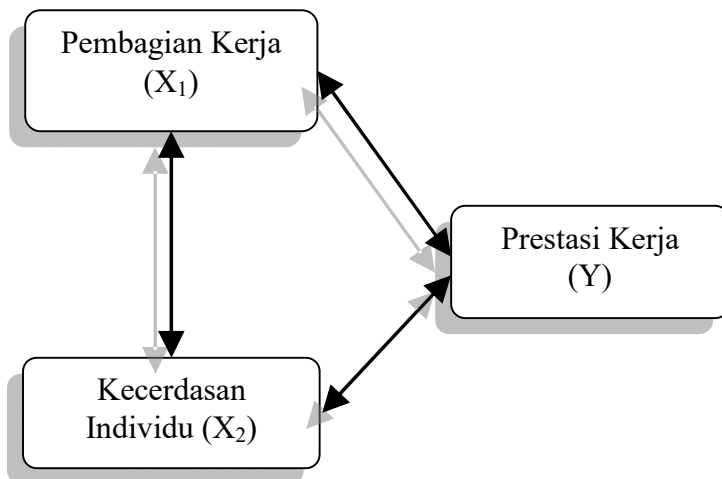 Pembagian Kerja
(X₁)
Prestasi Kerja
(Y)
Kecerdasan
Individu (X₂)